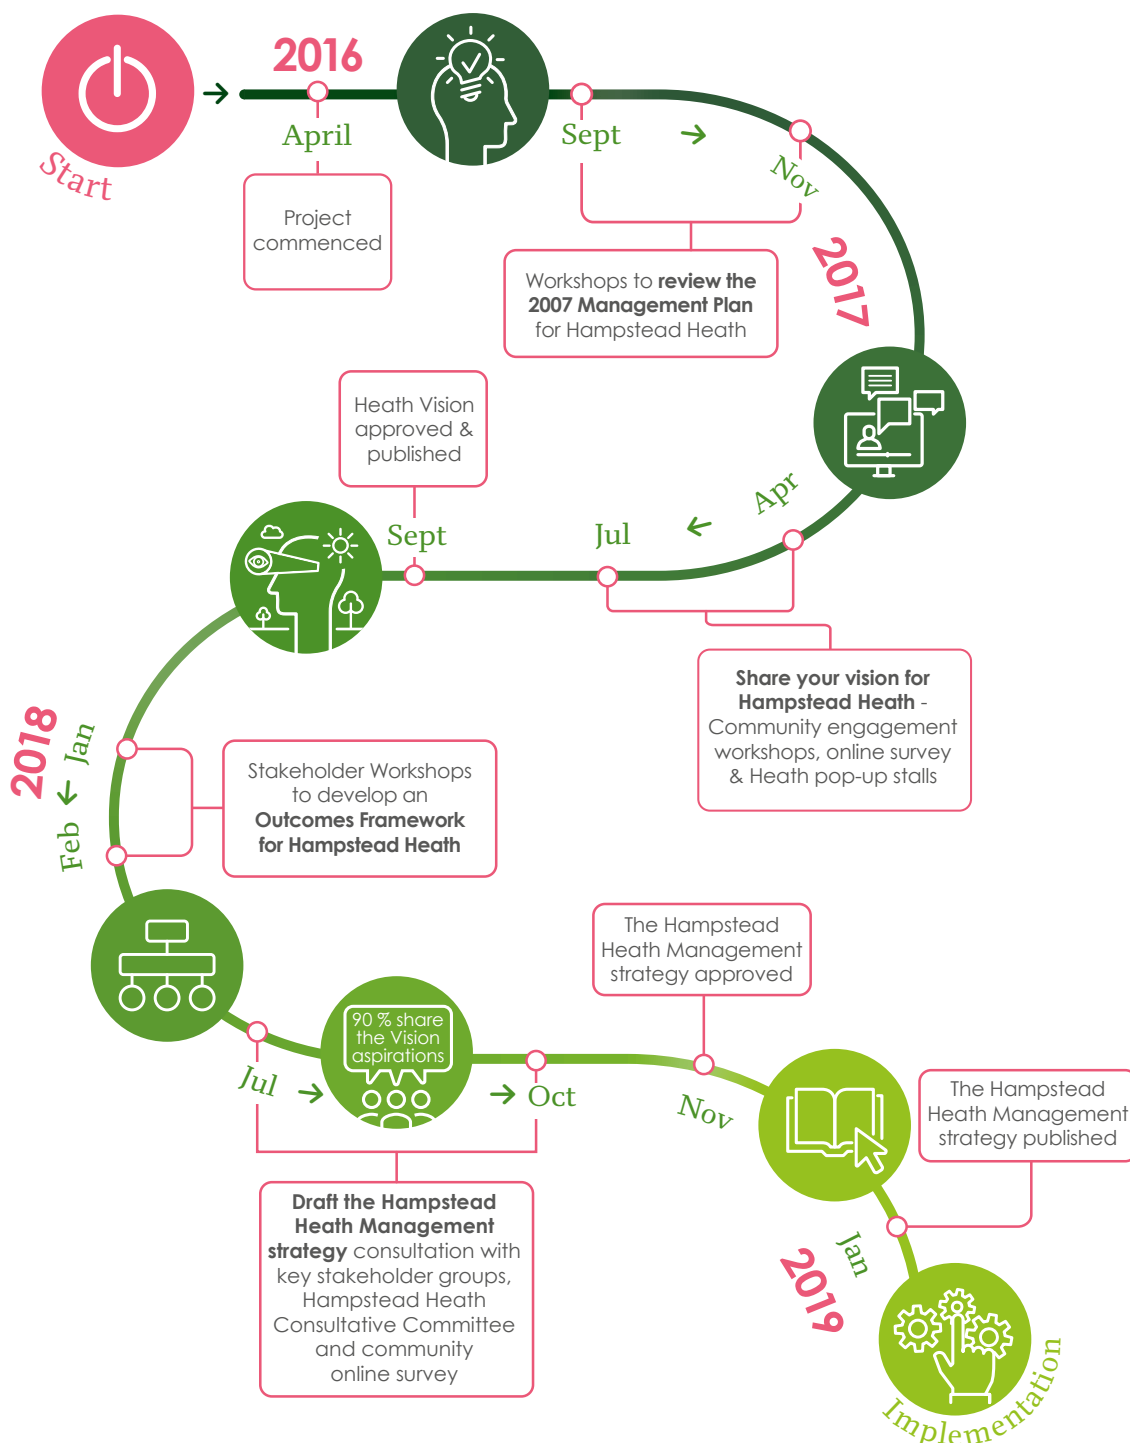 Start
2016
April
Project
commenced
Sept
Nov
Workshops to review the
2007 Management Plan
for Hampstead Heath
2017
Apr
Jul
Share your vision for
Hampstead Heath -
Community engagement
workshops, online survey
& Heath pop-up stalls
Sept
Heath Vision
approved &
published
2018
Jan
Feb
Stakeholder Workshops
to develop an
Outcomes Framework
for Hampstead Heath
Jul
90 % share
the Vision
aspirations
Oct
Draft the Hampstead
Heath Management
strategy consultation with
key stakeholder groups,
Hampstead Heath
Consultative Committee
and community
online survey
Nov
The Hampstead
Heath Management
strategy approved
2019
Jan
The Hampstead
Heath Management
strategy published
Implementation